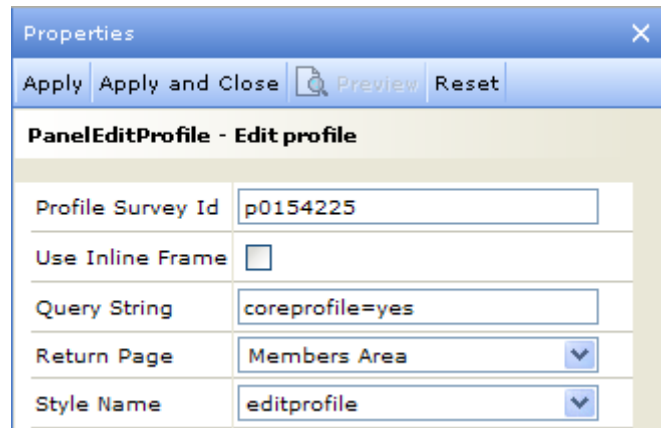 Properties
Apply Apply and Close Preview Reset
PanelEditProfile - Edit profile
Profile Survey Id p0154225
Use Inline Frame
Query String coreprofile=yes
Return Page Members Area
Style Name editprofile